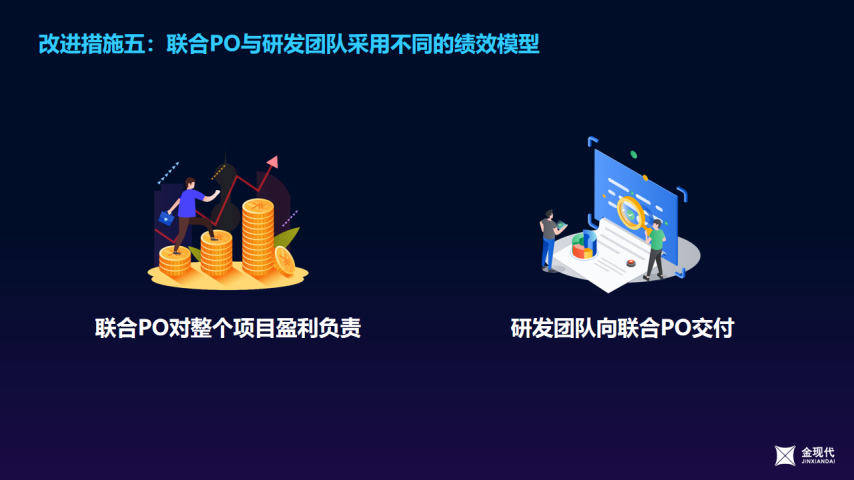 改进措施五：联合PO与研发团队采用不同的绩效模型
联合PO对整个项目盈利负责
研发团队向联合PO交付
金现代
JINXIANDAI